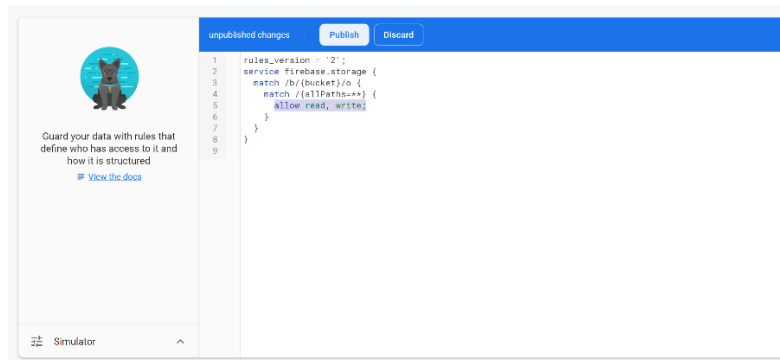 unpublished changes
Publish
Discard
Guard your data with rules that
define who has access to it and
how it is structured
View the docs
Simulator
1 rules_version = '2';
2 service firebase.storage {
3 match /b/{bucket}/o {
4 match /{allPaths=**} {
5 allow read, write;
6 }
7 }
8 }
9